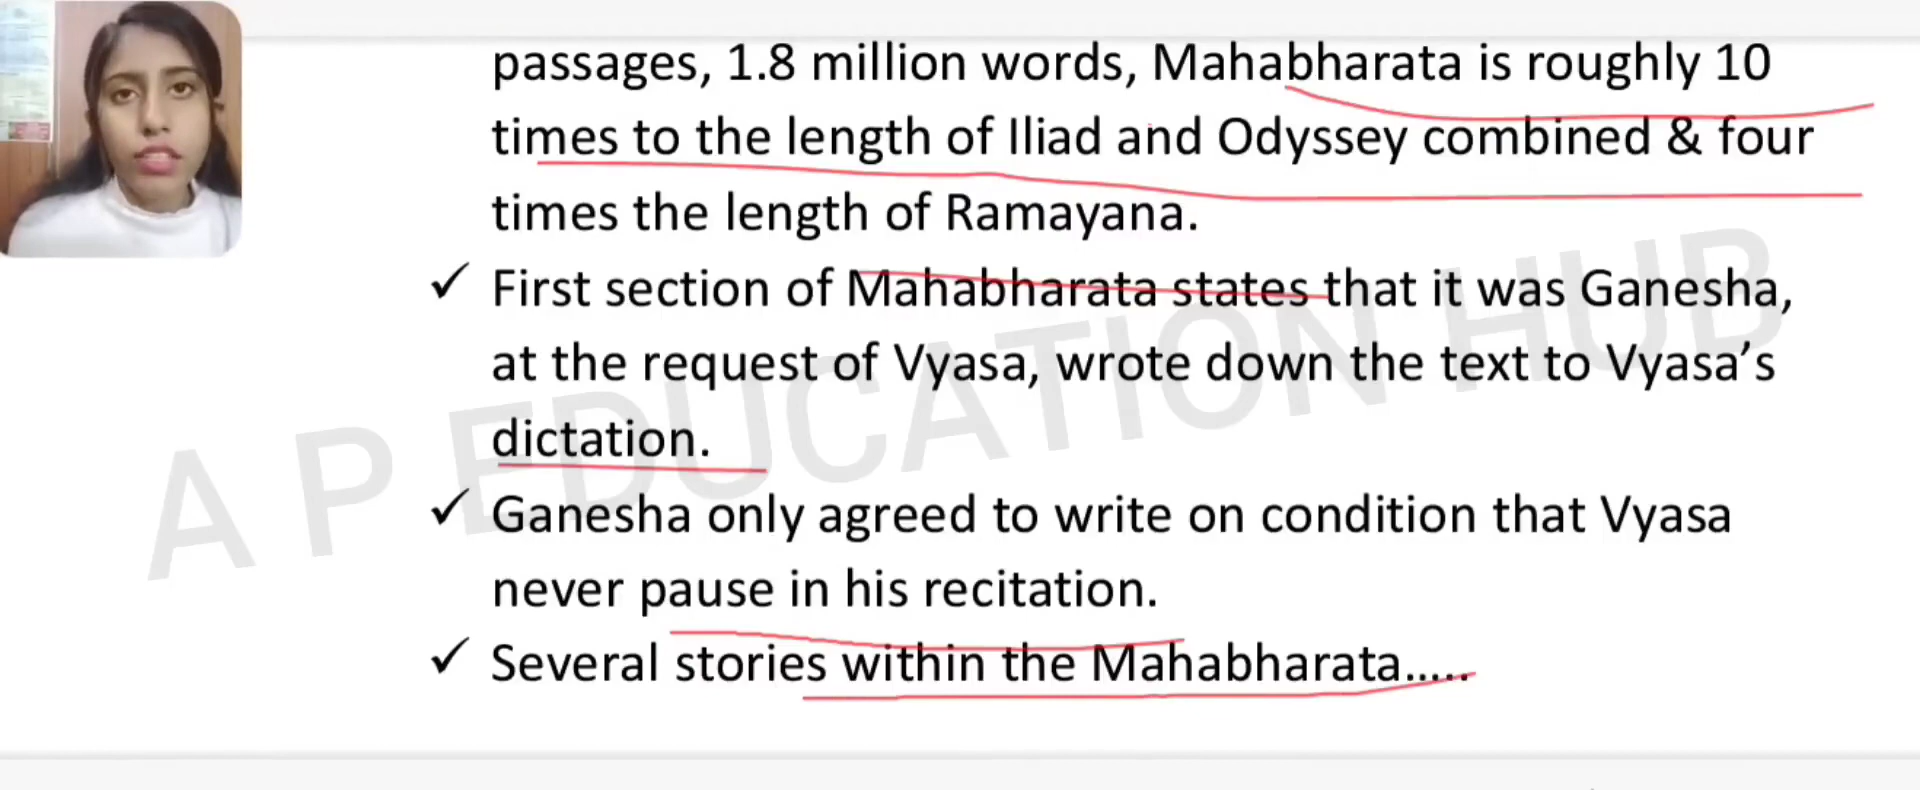 passages, 1.8 million words, Mahabharata is roughly 10
times to the length of Iliad and Odyssey combined & four
times the length of Ramayana.
✓ First section of Mahabharata states that it was Ganesha,
at the request of Vyasa, wrote down the text to Vyasa’s
dictation.
✓ Ganesha only agreed to write on condition that Vyasa
never pause in his recitation.
✓ Several stories within the Mahabharata.....
A P EDUCATION HUB